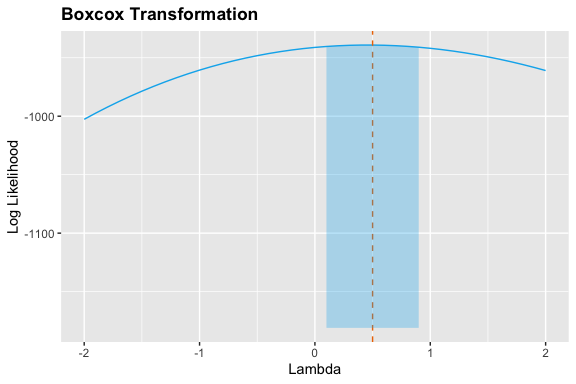 Boxcox Transformation
Log Likelihood
-1000
-1100
-2 -1 0 1 2
Lambda